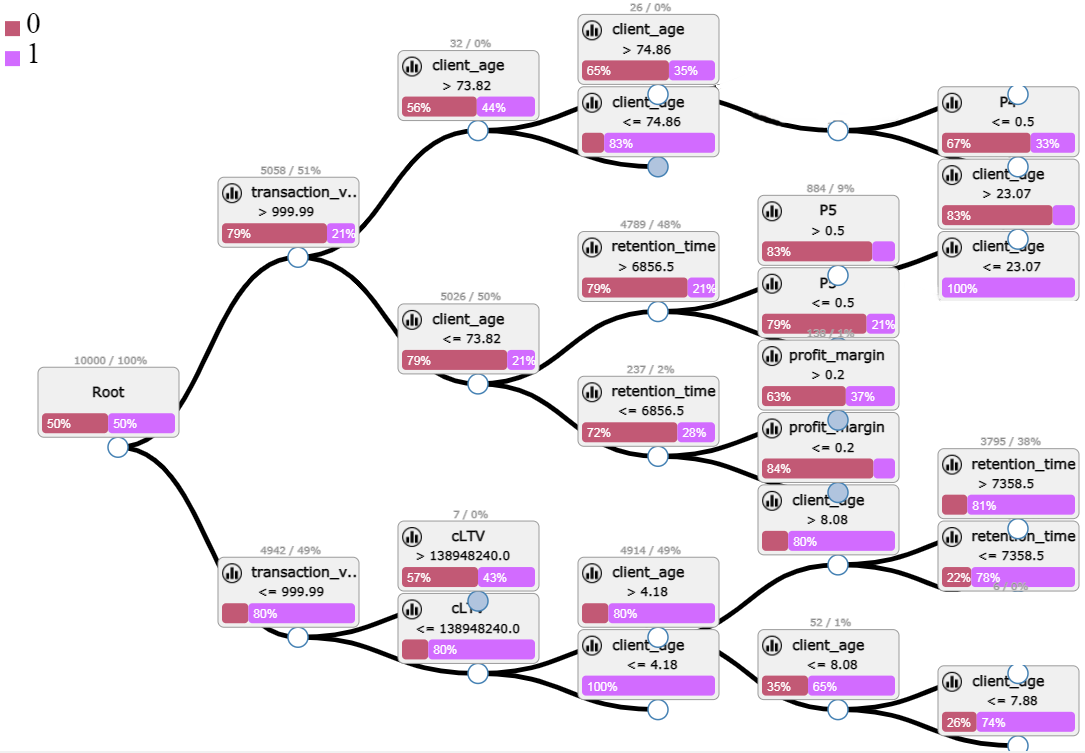 0
1
10000 / 100%
Root
50% 50%
5058 / 51%
transaction_v..
> 999.99
79% 21%
4942 / 49%
transaction_v..
<= 999.99
80%
32 / 0%
client_age
> 73.82
56% 44%
5026 / 50%
client_age
<= 73.82
79% 21%
7 / 0%
cLTV
> 138948240.0
57% 43%
cLTV
<= 138948240.0
80%
26 / 0%
client_age
> 74.86
65% 35%
client_age
<= 74.86
83%
4789 / 48%
retention_time
> 6856.5
79% 21%
237 / 2%
retention_time
<= 6856.5
72% 28%
4914 / 49%
client_age
> 4.18
80%
client_age
<= 4.18
100%
884 / 9%
P5
> 0.5
83%
P5
<= 0.5
79% 21%
138 / 1%
profit_margin
> 0.2
63% 37%
profit_margin
<= 0.2
84%
client_age
> 8.08
80%
52 / 1%
client_age
<= 8.08
35% 65%
<= 0.5
67% 33%
client_age
> 23.07
83%
client_age
<= 23.07
100%
3795 / 38%
retention_time
> 7358.5
81%
retention_time
<= 7358.5
22% 78%
client_age
<= 7.88
26% 74%